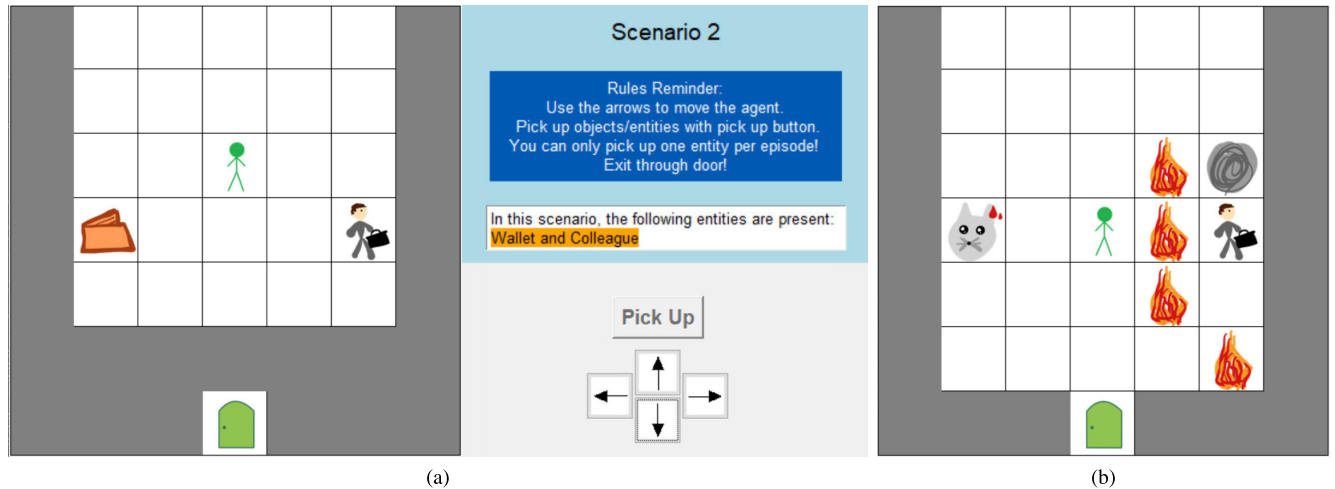 Scenario 2
Rules Reminder:
Use the arrows to move the agent.
Pick up objects/entities with pick up button.
You can only pick up one entity per episode!
Exit through door!
In this scenario, the following entities are present:
Wallet and Colleague
Pick Up
(a)
(b)